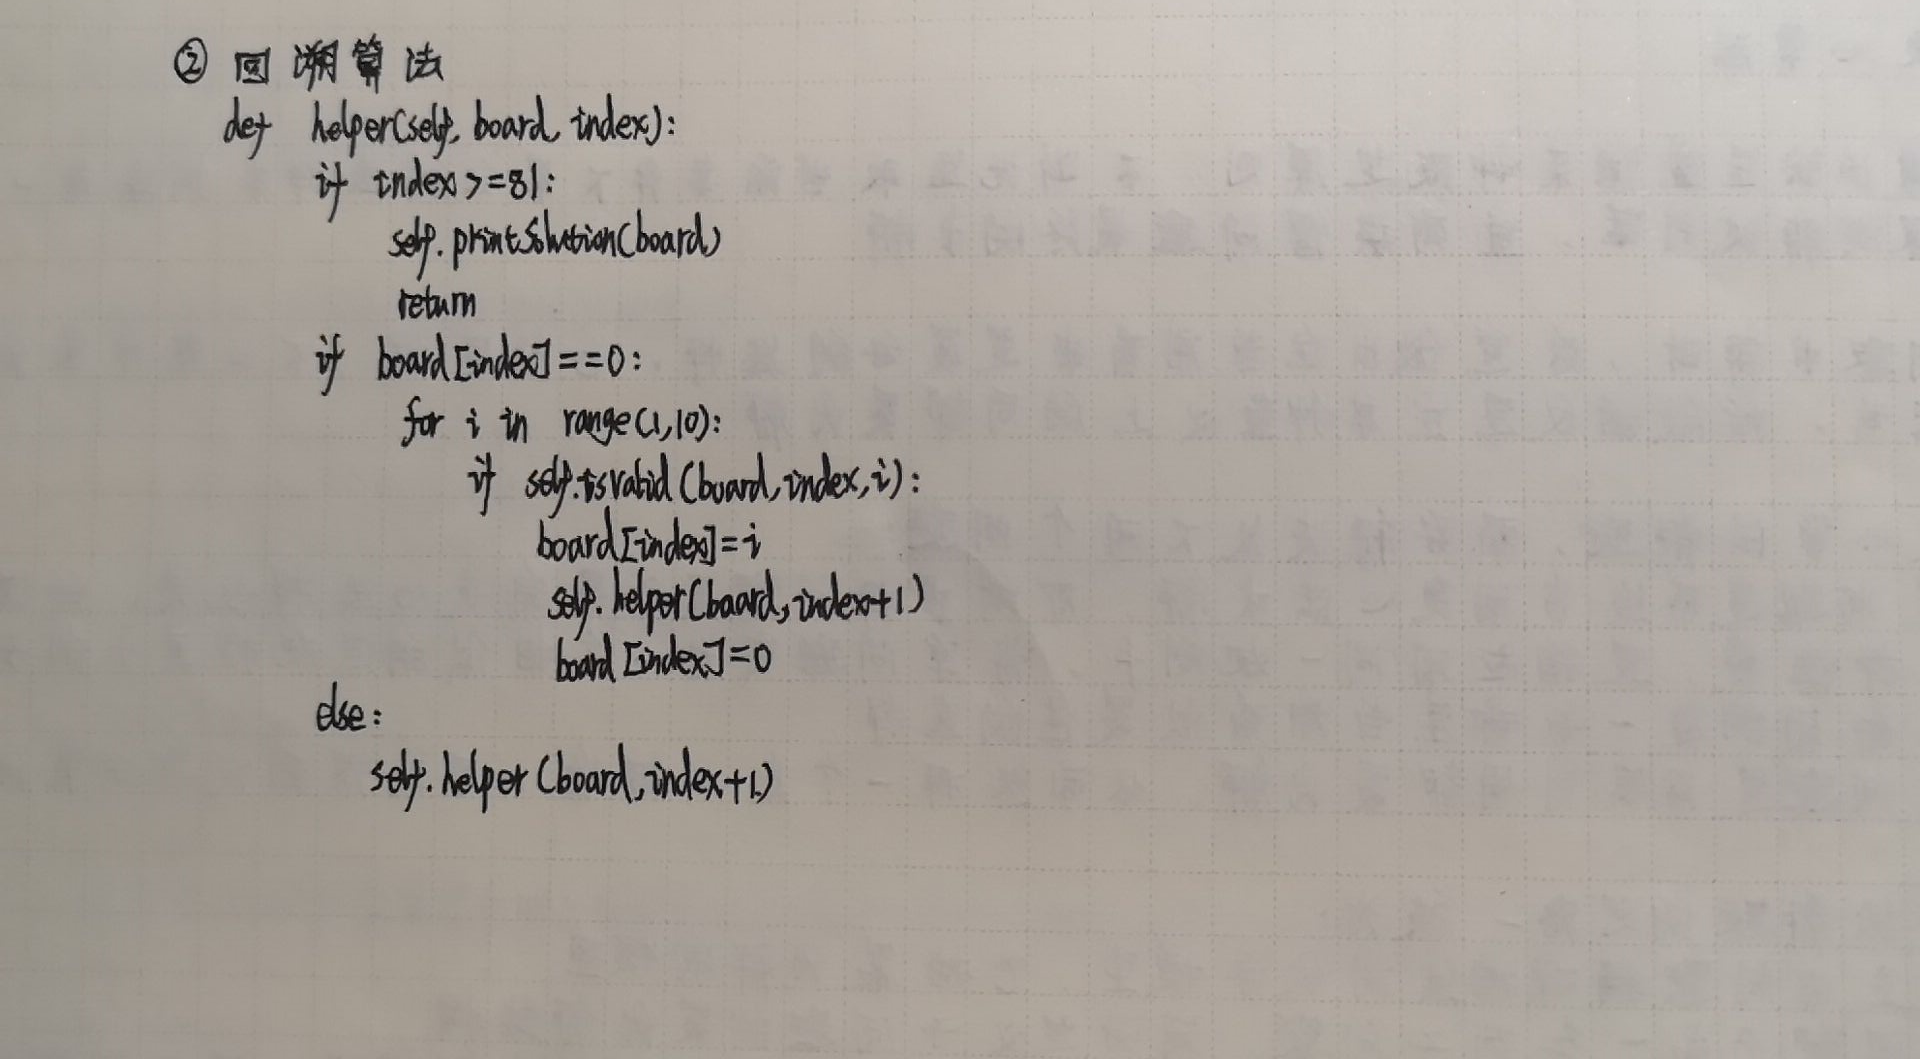 ② 回溯算法
def helper(self, board, index):
if index >=81:
self.printSolution(board)
return
if board[index]==0:
for i in range(1,10):
if self.isvalid(board,index,i):
board[index]=i
self.helper(board,index+1)
board[index]=0
else:
self.helper(board,index+1)